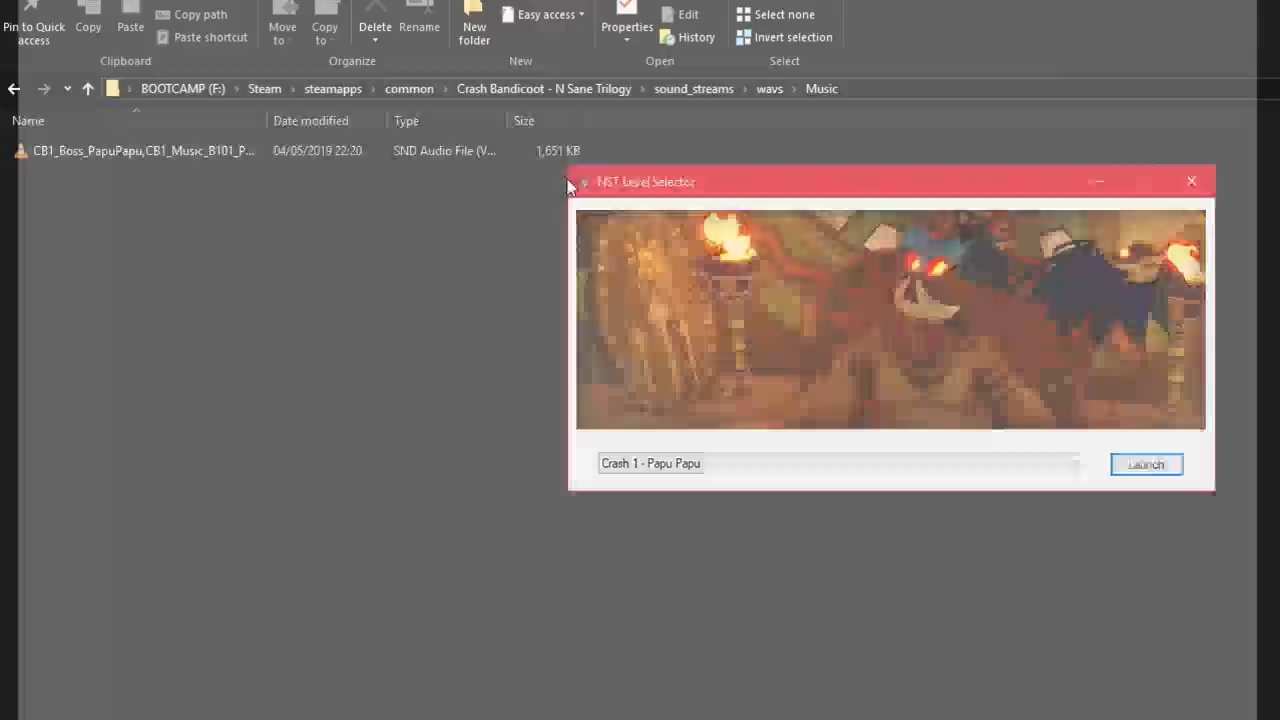 Pin to Quick access
Copy
Paste
Copy path
Paste shortcut
Move to
Copy to
Delete
Rename
New folder
Easy access
Properties
Edit
History
Select none
Invert selection
Clipboard
Organize
New
Open
Select
BOOTCAMP (F:) > Steam > steamapps > common > Crash Bandicoot - N Sane Trilogy > sound_streams > wavs > Music
Name Date modified Type Size
CB1_Boss_PapuPapu,CB1_Music_B101_P... 04/05/2019 22:20 SND Audio File (V... 1,651 KB
NST Level Selector
Crash 1 - Papu Papu
Launch